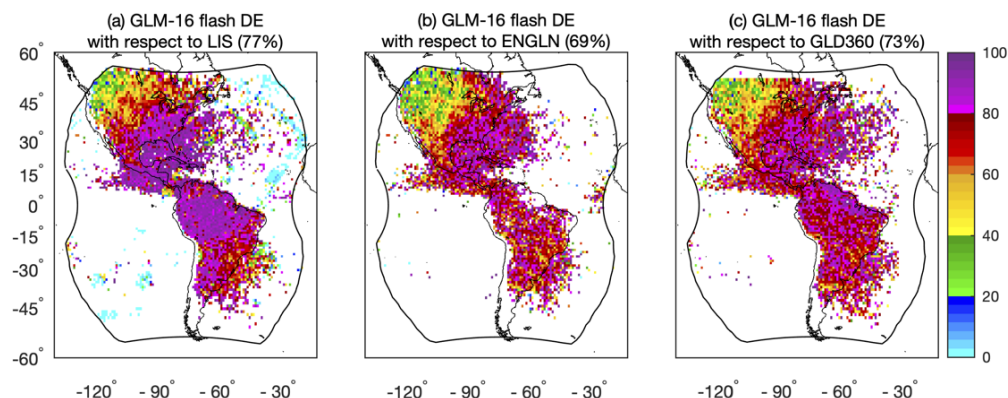 (a) GLM-16 flash DE
with respect to LIS (77%)
(b) GLM-16 flash DE
with respect to ENGLN (69%)
(c) GLM-16 flash DE
with respect to GLD360 (73%)
60°
45°
30°
15°
0°
-15°
-30°
-45°
-60°
-120° - 90° - 60° - 30°
-120° - 90° - 60° - 30°
-120° - 90° - 60° - 30°
100
80
60
40
20
0